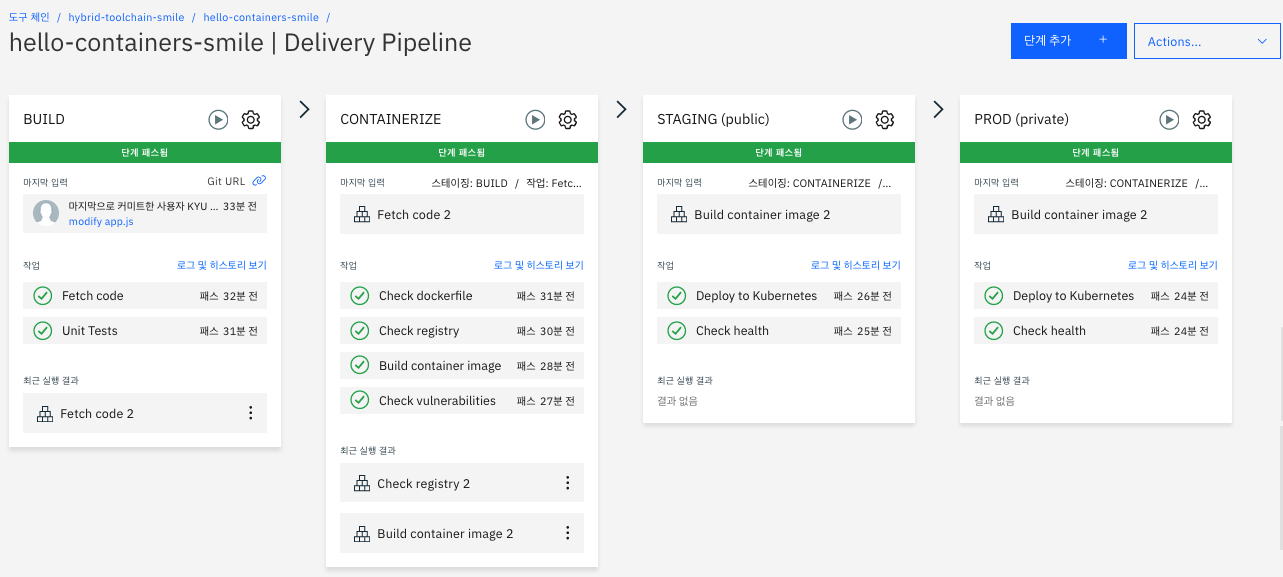 도구 체인 / hybrid-toolchain-smile / hello-containers-smile /
hello-containers-smile | Delivery Pipeline
단계 추가 +
Actions...
BUILD
단계 패스됨
마지막 입력 Git URL
마지막으로 커미트한 사용자 KYU ... 33분 전
modify app.js
작업 로그 및 히스토리 보기
Fetch code 패스 32분 전
Unit Tests 패스 31분 전
최근 실행 결과
Fetch code 2
CONTAINERIZE
단계 패스됨
마지막 입력 스테이징: BUILD / 작업: Fetc...
Fetch code 2
작업 로그 및 히스토리 보기
Check dockerfile 패스 31분 전
Check registry 패스 30분 전
Build container image 패스 28분 전
Check vulnerabilities 패스 27분 전
최근 실행 결과
Check registry 2
Build container image 2
STAGING (public)
단계 패스됨
마지막 입력 스테이징: CONTAINERIZE /...
Build container image 2
작업 로그 및 히스토리 보기
Deploy to Kubernetes 패스 26분 전
Check health 패스 25분 전
최근 실행 결과
결과 없음
PROD (private)
단계 패스됨
마지막 입력 스테이징: CONTAINERIZE /...
Build container image 2
작업 로그 및 히스토리 보기
Deploy to Kubernetes 패스 24분 전
Check health 패스 24분 전
최근 실행 결과
결과 없음